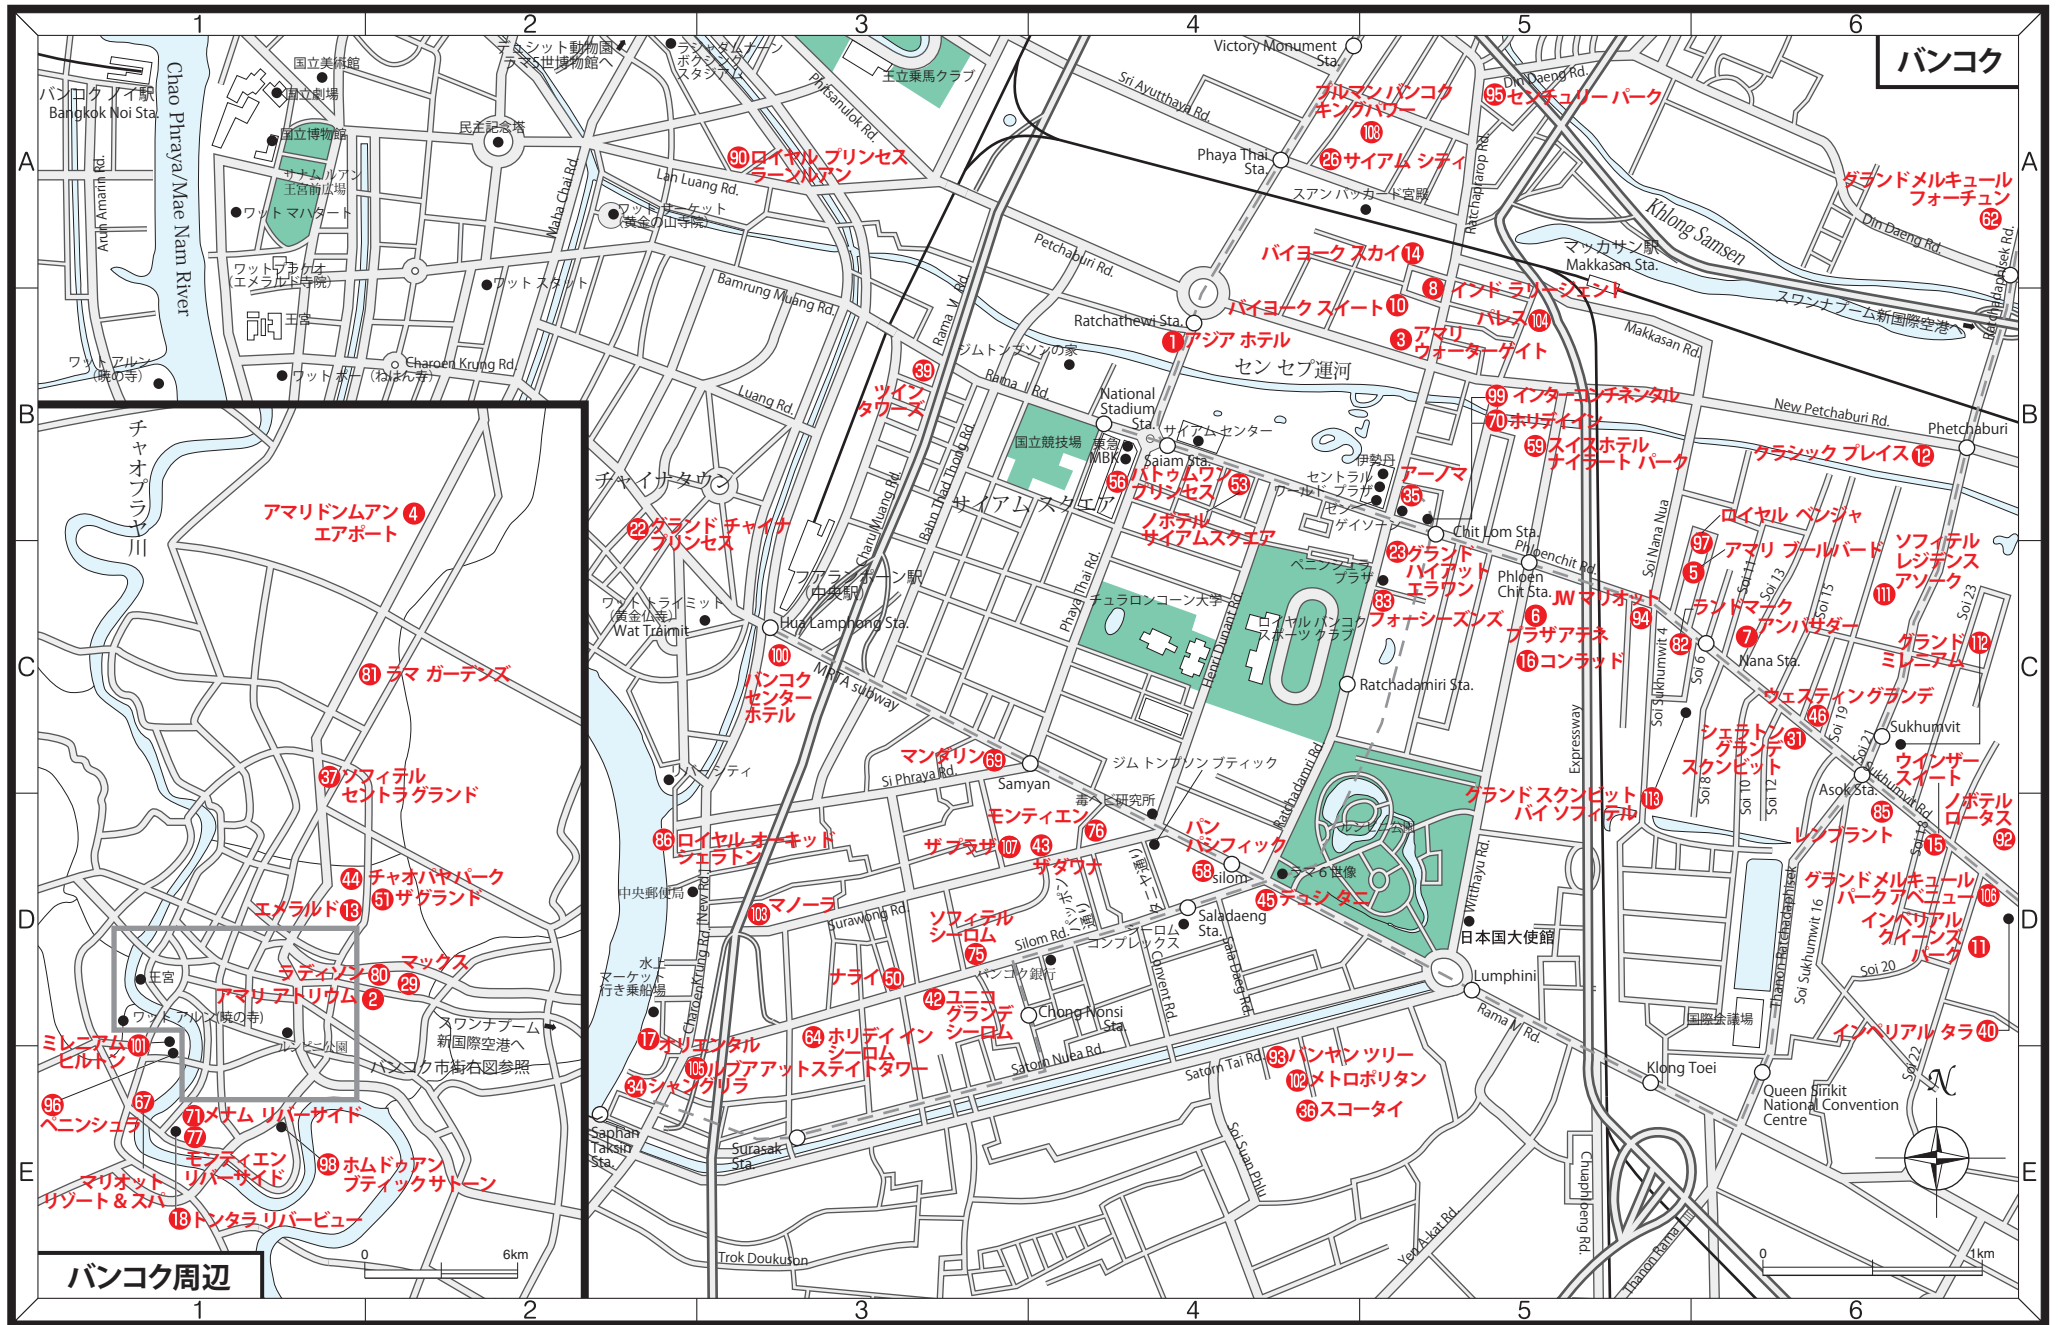 1 2 3 4 5 6
A B C D E
バンコク
国立美術館
国立劇場
バンコク ノイ駅
Bangkok Noi Sta.
Chao Phraya/Mae Nam River
Arun Amarin Rd.
国立博物館
サナム ルアン
王宮前広場
ワット マハタート
ワット プラケオ
（エメラルド寺院）
王宮
ワット アルン
（暁の寺）
ワット ポー（ねはん寺）
Charoen Krung Rd.
デュシット動物園
ラマ5世博物館へ
ラシャダムナーン
ボクシング
スタジアム
民主記念塔
Maha Chai Rd.
ワット サーケット
（黄金の山寺院）
ワット スタット
Lan Luang Rd.
Bamrung Muang Rd.
Luang Rd.
Phitsanulok Rd.
王立乗馬クラブ
90 ロイヤル プリンセス
ラーンルアン
Sri Ayutthaya Rd.
Victory Monument
Sta.
Phaya Thai
Sta.
プルマン バンコク
キングパワー
108
26 サイアム シティ
スアン パッカード宮殿
95 センチュリー パーク
Din Daeng Rd.
Ratchaprarop Rd.
Khlong Samsen
マッカサン駅
Makkasan Sta.
グランドメルキュール
フォーチュン
62
Din Daeng Rd.
Ratchadaphisek Rd.
スワンナプーム新国際空港へ
Petchaburi Rd.
バイヨーク スカイ 14
8 インドラ リージェント
バイヨーク スイート 10
パレス 104
3 アマリ
ウォーターゲイト
Makkasan Rd.
Ratchathewi Sta.
1 アジア ホテル
セン セブ運河
New Petchaburi Rd.
Phetchaburi
Rama Ⅵ Rd.
ジムトンプソンの家
Rama Ⅰ Rd.
39
ツイン
タワーズ
National
Stadium
Sta.
国立競技場
東急
MBK
サイアム センター
Saiam Sta.
56 パトゥムワン
プリンセス
53
ノボテル
サイアムスクエア
サイアム スクエア
伊勢丹
セントラル
ワールド プラザ
ゼン
ゲイソーン
アーノマ
35
Chit Lom Sta.
99 インターコンチネンタル
70 ホリデイイン
59 スイスホテル
ナイラート パーク
クラシック プレイス 12
ロイヤル ベンジャ
97
アマリ ブールバード
5
ソフィテル
レジデンス
アソーク
111
チャイナタウン
22 グランド チャイナ
プリンセス
Charu Muang Rd.
Bahn Thad Thong Rd.
フアランポーン駅
（中央駅）
ワット トライミット
（黄金仏寺）
Wat Traimit
Hua Lamphong Sta.
100
バンコク
センター
ホテル
MRTA subway
Phaya Thai Rd.
チュラロンコーン大学
Henri Dunant Rd.
ペニンシュラ
プラザ
ロイヤル バンコク
スポーツ クラブ
23 グランド
ハイアット
エラワン
83
フォーシーズンズ
Phloenchit Rd.
Phloen
Chit Sta.
6
プラザアテネ
JW マリオット
94
16 コンラッド
Soi Nana Nua
Soi Sukhumwit 4
ランドマーク
82
7 アンバサダー
Nana Sta.
Soi 6
Soi 11
Soi 13
Soi 15
Soi 23
グランド 112
ミレニアム
ウェスティン グランデ
46
Sukhumvit
Soi 19
Soi 21
シェラトン 31
グランデ
スクンビット
ウインザー
スイート
Asok Sta.
Sukhumvit Rd.
85
レンブラント
15
Soi 18
ノボテル
ロータス
92
Soi 8
Soi 10
Soi 12
グランド スクンビット 113
バイ ソフィテル
Ratchadamiri Sta.
Ratchadamri Rd.
Expressway
マンダリン 69
Samyan
Si Phraya Rd.
ジム トンプソン ブティック
毒ヘビ研究所
モンティエン
76
ザ プラザ 107
43
ザ ダワナ
パン
パシフィック
58
silom
ルンピニ公園
ラマ6世像
45 デュシタニ
リバーシティ
86 ロイヤル オーキッド
シェラトン
中央郵便局
Charoen Krung Rd. (New Rd.)
103 マノーラ
Surawong Rd.
ソフィテル
シーロム
75
Silom Rd.
パッポン通り
タニヤ通り
シーロム
コンプレックス
Saladaeng
Sta.
Convent Rd.
Sala Daeg Rd.
Witthayu Rd.
日本国大使館
Lumphini
グランドメルキュール
パーク アベニュー 106
インペリアル
クイーンズ
パーク 11
Soi 20
Soi 22
Thanon Ratchadaphisek
Soi Sukhumwit 16
国際会議場
インペリアル タラ 40
水上
マーケット
行き乗船場
ナライ 50
バンコク銀行
42 ユニコ
グランデ
シーロム
Chong Nonsi
Sta.
17
オリエンタル
64 ホリデイ イン
シーロム
105 ルブア アット ステイトタワー
34 シャングリラ
Satorn Nuea Rd.
Satorn Tai Rd.
93 バンヤン ツリー
102 メトロポリタン
36 スコータイ
Rama Ⅳ Rd.
Klong Toei
Queen Sirikit
National Convention
Centre
Saphan
Taksin
Sta.
Surasak
Sta.
Trok Doukuson
Soi Suan Phlu
Yen A-kat Rd.
Chuaphloeng Rd.
Thanon Rama Ⅲ
N
0 1km
チャオプラヤ川
アマリドンムアン 4
エアポート
81 ラマ ガーデンズ
37 ソフィテル
セントラグランド
44 チャオパヤパーク
エメラルド 13
51 ザ グランド
王宮
ラディソン 80
マックス
29
アマリ アトリウム 2
ワット アルン(暁の寺)
ルンピニ公園
スワンナプーム
新国際空港へ
バンコク市街右図参照
ミレニアム 101
ヒルトン
96
ペニンシュラ
67
71 メナム リバーサイド
77
モンティエン
リバーサイド
マリオット
リゾート＆スパ
98 ホムドゥアン
ブティックサトーン
18 トンタラ リバービュー
0 6km
バンコク周辺
1 2 3 4 5 6